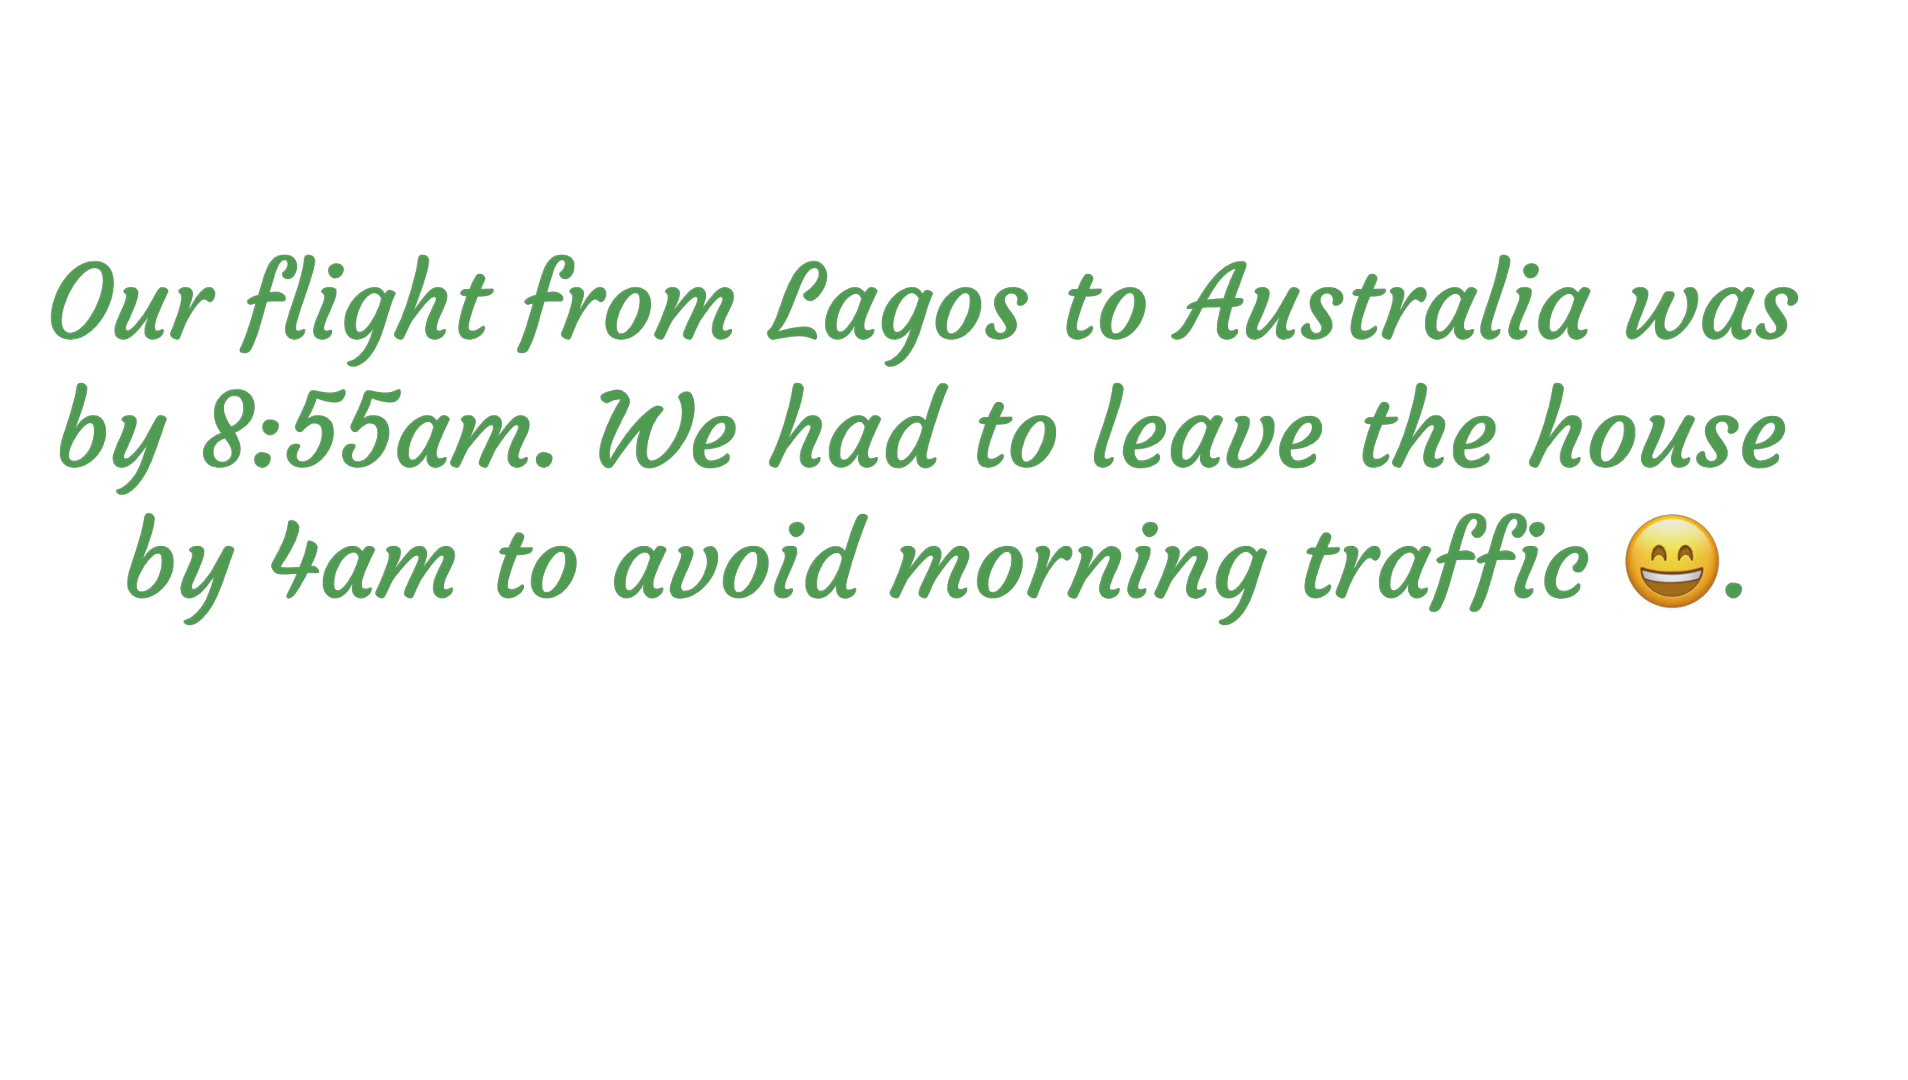 Our flight from Lagos to Australia was
by 8:55am. We had to leave the house
by 4am to avoid morning traffic 😄.